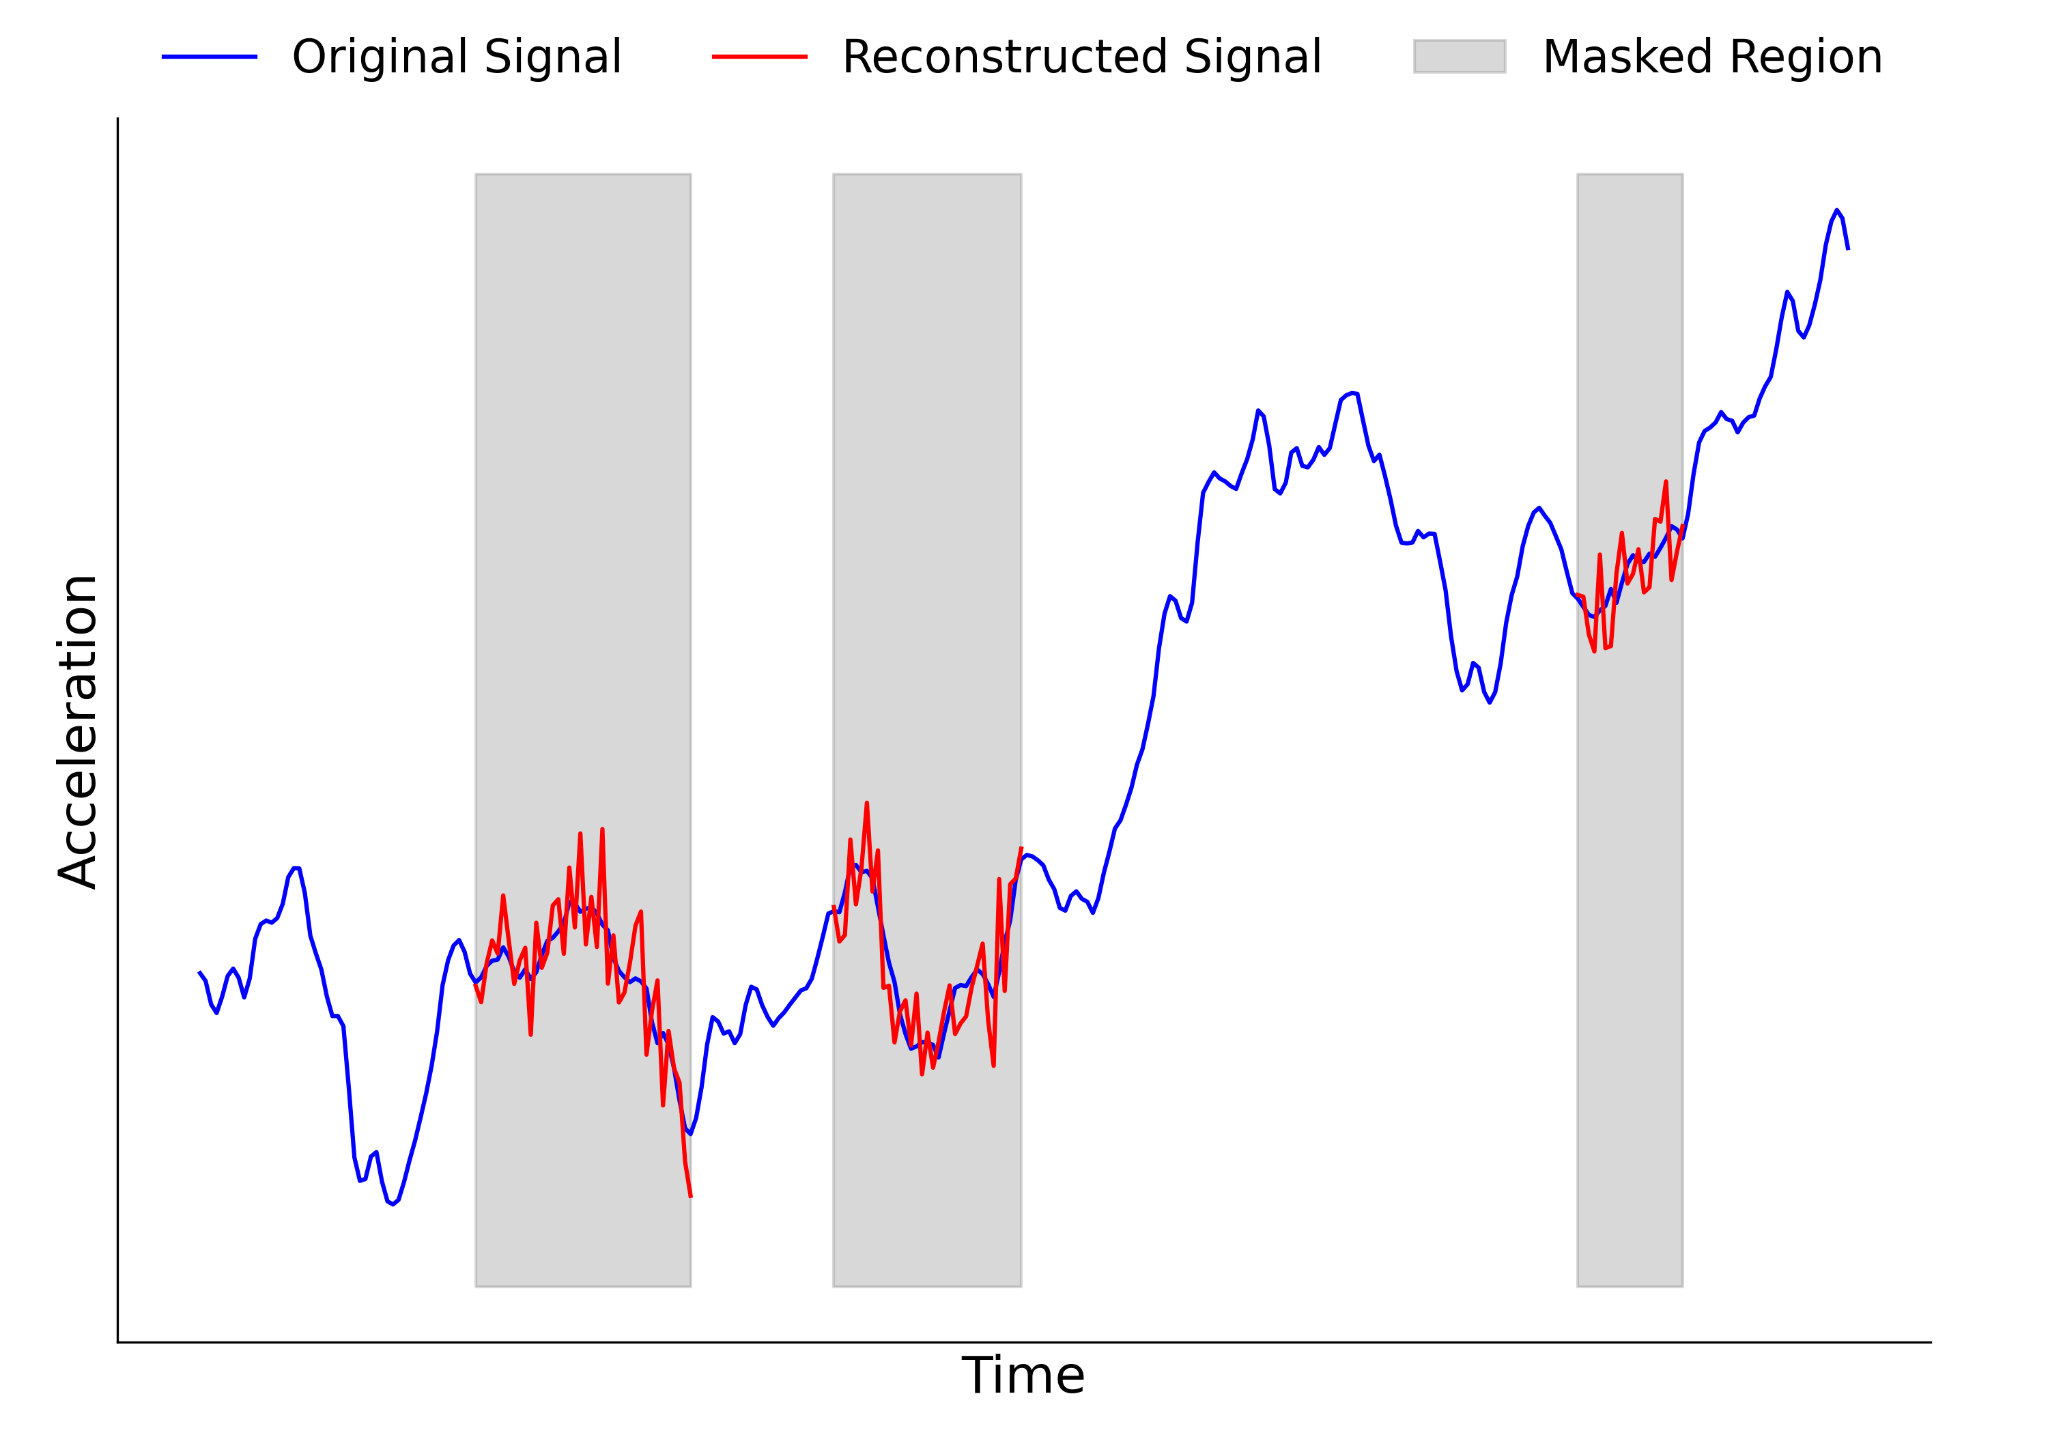 Original Signal
Reconstructed Signal
Masked Region
Acceleration
Time